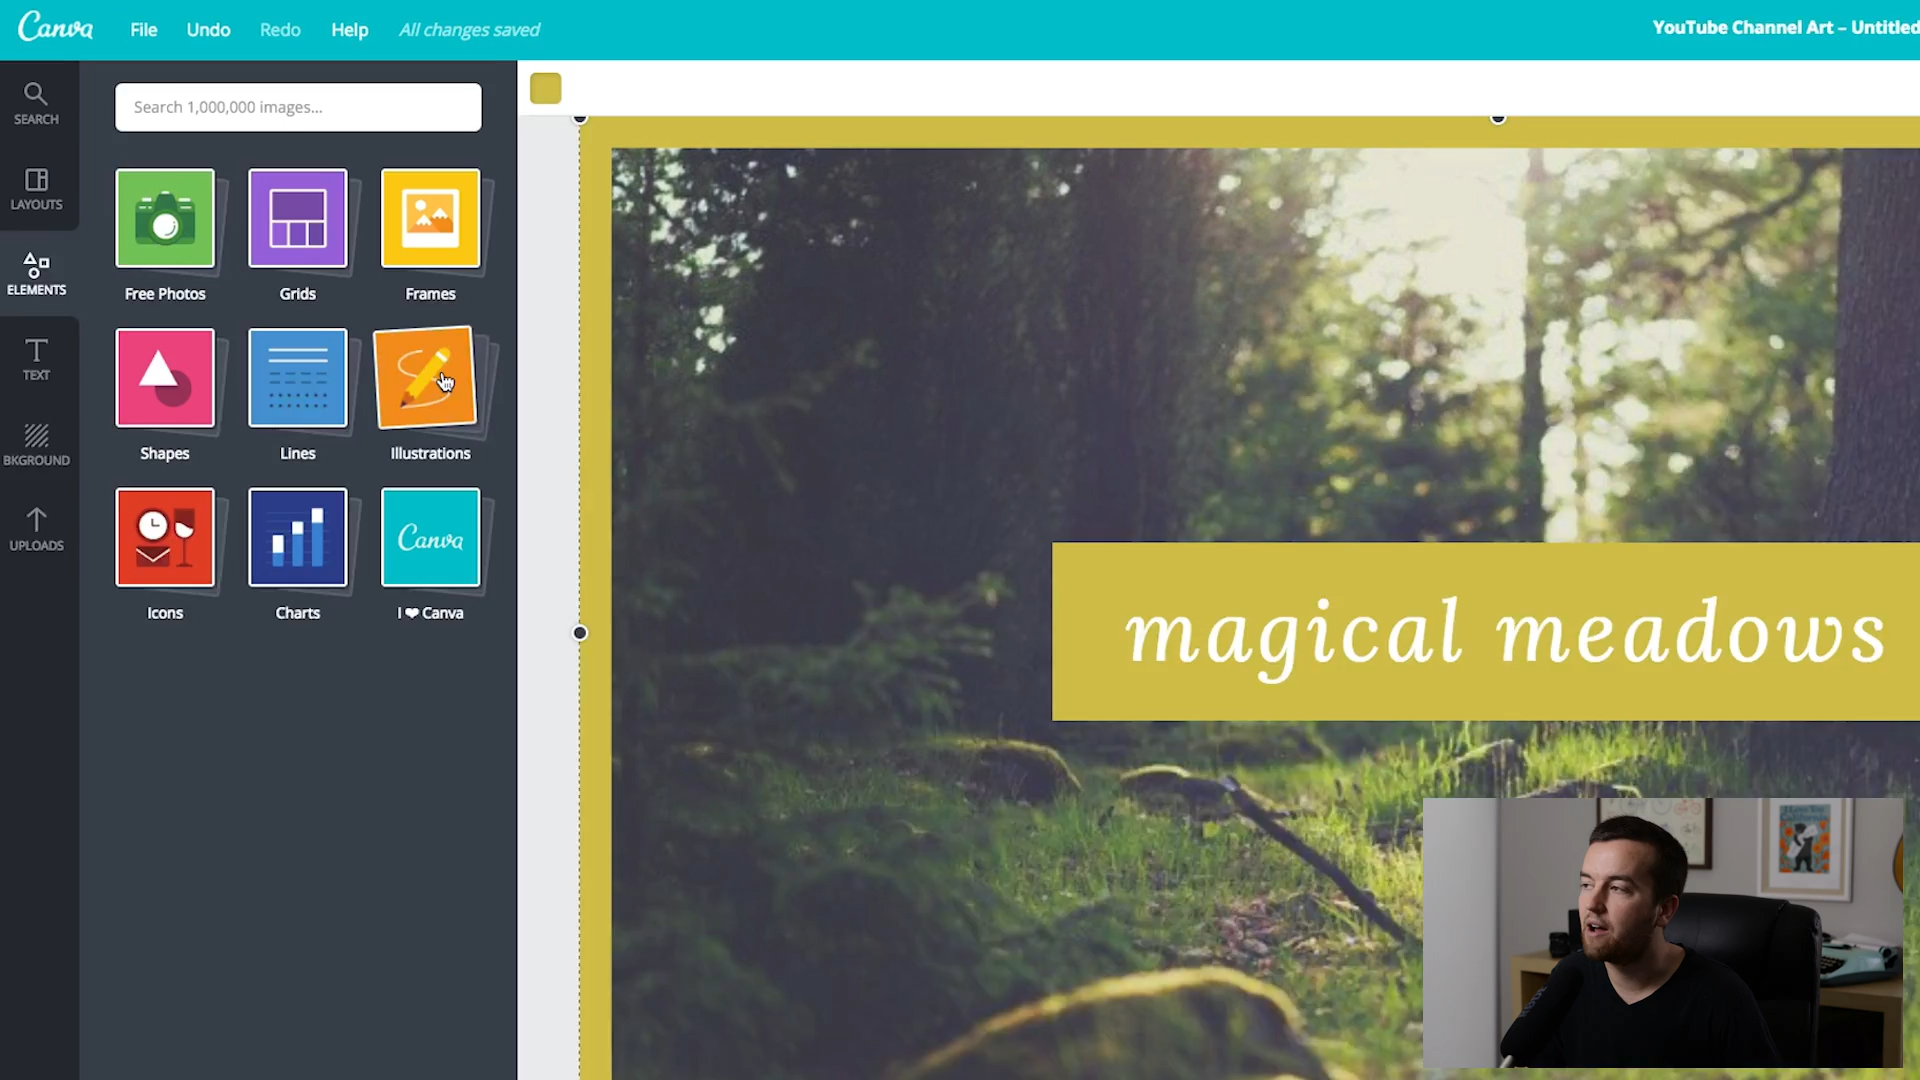 Canva File Undo Redo Help All changes saved YouTube Channel Art – Untitled
Search 1,000,000 images...
SEARCH
LAYOUTS
ELEMENTS
TEXT
BKGROUND
UPLOADS
Free Photos Grids Frames
Shapes Lines Illustrations
Canva
Icons Charts I ❤ Canva
magical meadows